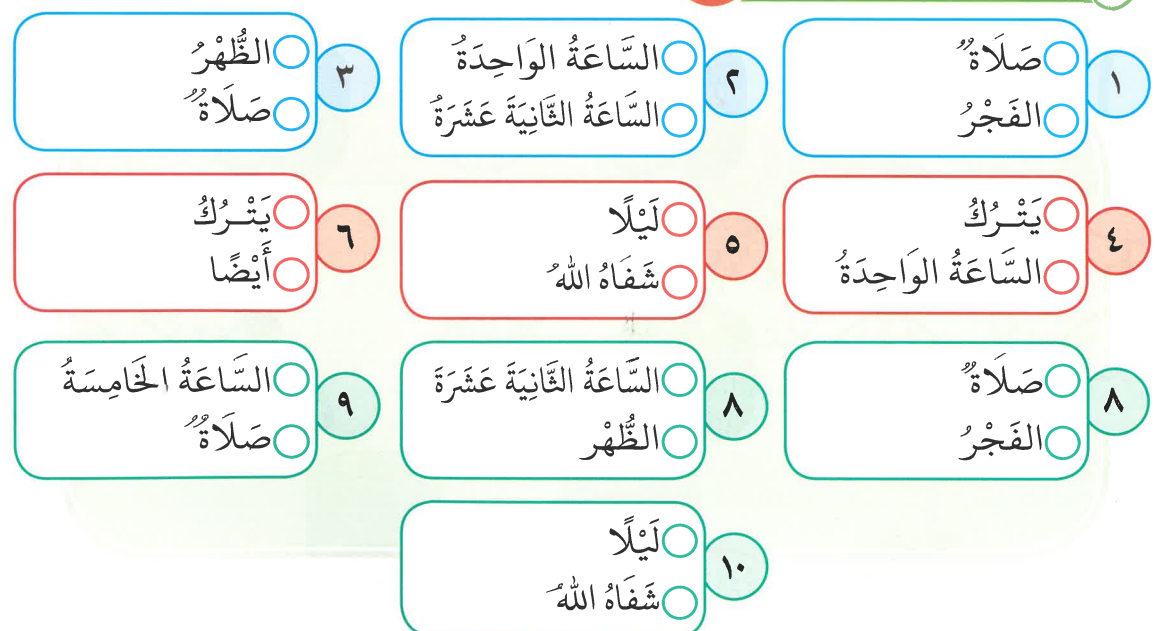 ١
صَلَاةٌ
الفَجْرُ
٢
السَّاعَةُ الوَاحِدَةُ
السَّاعَةُ الثَّانِيَةَ عَشَرَةَ
٣
الظُّهْرُ
صَلَاةٌ
٤
يَتْـرُكُ
السَّاعَةُ الوَاحِدَةُ
٥
لَيْلًا
شَفَاهُ اللهُ
٦
يَتْـرُكُ
أَيْضًا
٨
صَلَاةٌ
الفَجْرُ
٨
السَّاعَةُ الثَّانِيَةَ عَشَرَةَ
الظُّهْر
٩
السَّاعَةُ الخَامِسَةُ
صَلَاةٌ
١٠
لَيْلًا
شَفَاهُ اللهُ